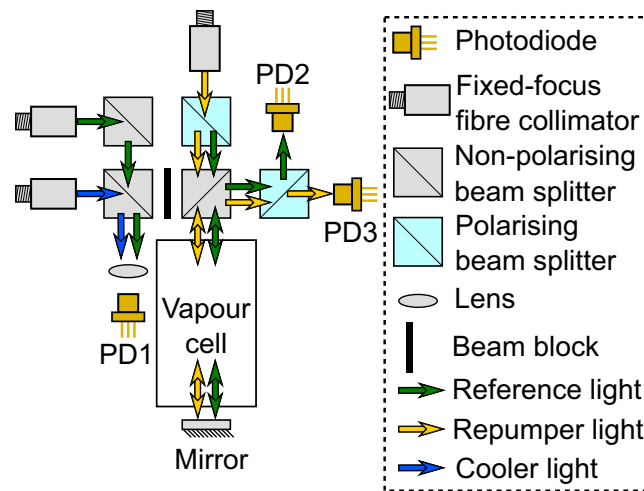 PD2
PD3
PD1
Vapour
cell
Mirror
Photodiode
Fixed-focus
fibre collimator
Non-polarising
beam splitter
Polarising
beam splitter
Lens
Beam block
Reference light
Repumper light
Cooler light